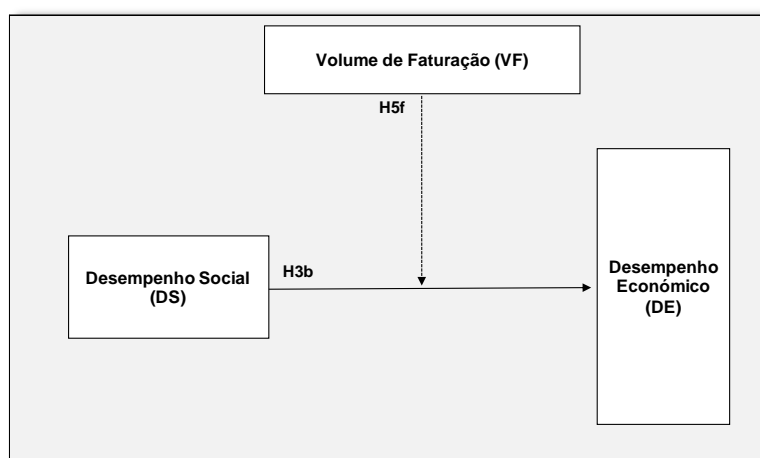 Volume de Faturação (VF)
H5f
H3b
Desempenho Social
(DS)
Desempenho
Económico
(DE)